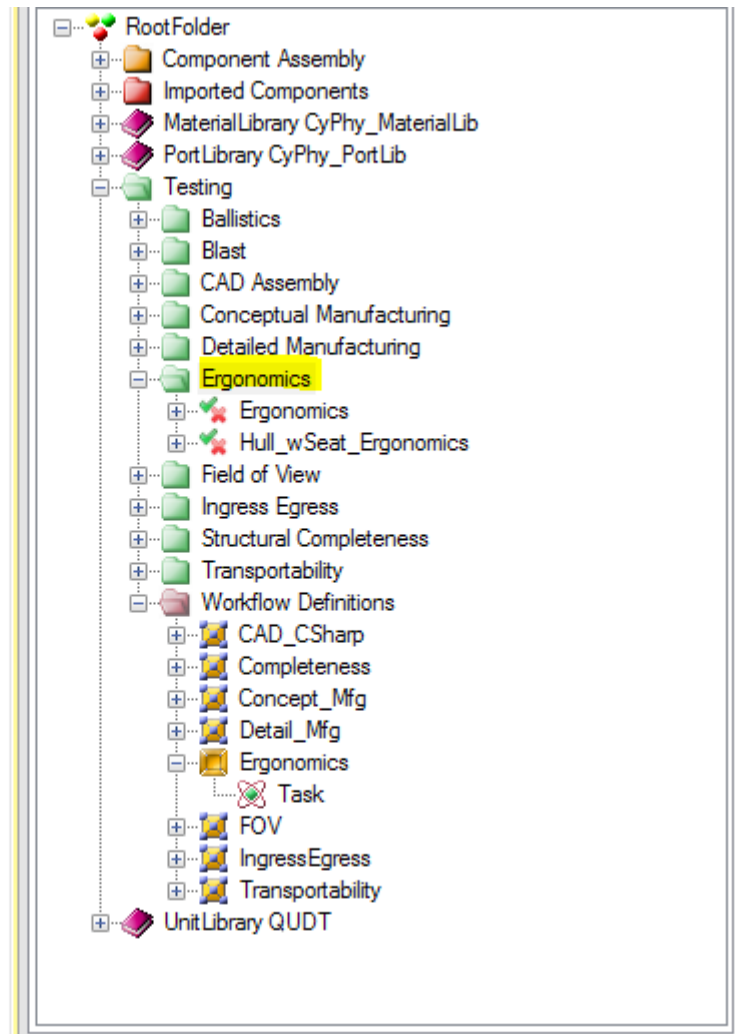 RootFolder
Component Assembly
Imported Components
MaterialLibrary CyPhy_MaterialLib
PortLibrary CyPhy_PortLib
Testing
Ballistics
Blast
CAD Assembly
Conceptual Manufacturing
Detailed Manufacturing
Ergonomics
Ergonomics
Hull_wSeat_Ergonomics
Field of View
Ingress Egress
Structural Completeness
Transportability
Workflow Definitions
CAD_CSharp
Completeness
Concept_Mfg
Detail_Mfg
Ergonomics
Task
FOV
IngressEgress
Transportability
UnitLibrary QUDT